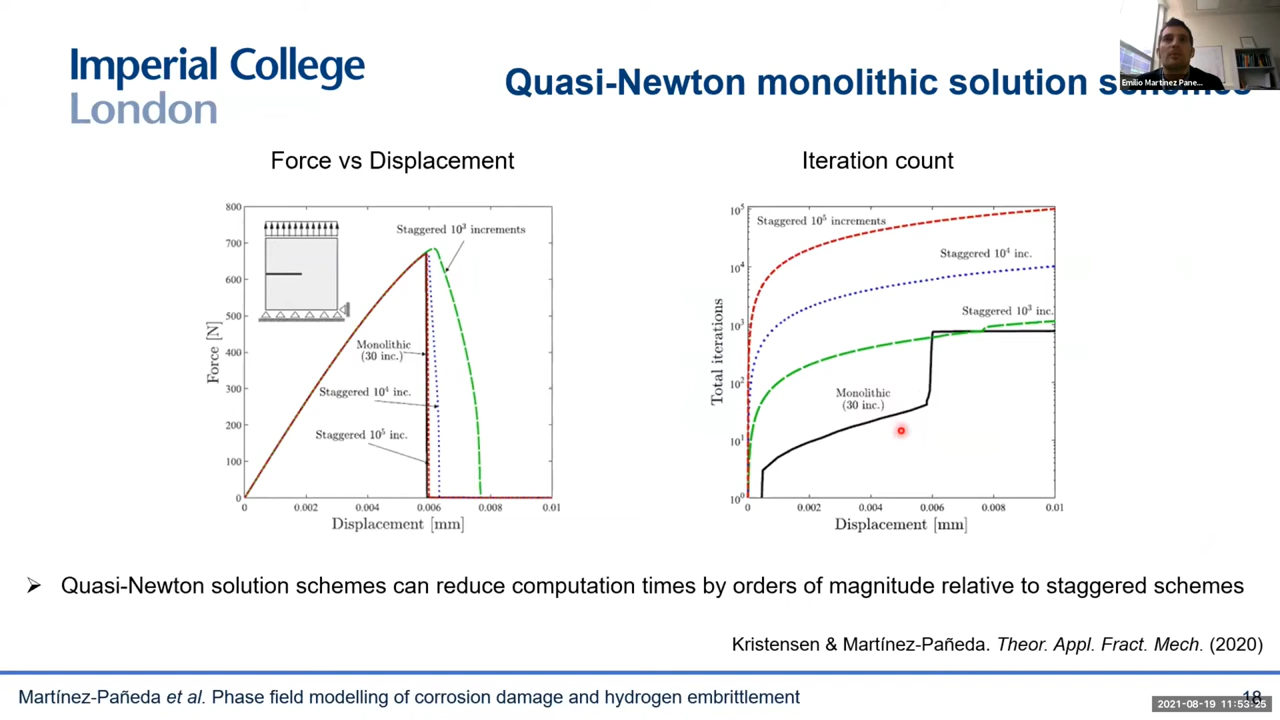 Imperial College
London
Quasi-Newton monolithic solution schemes
Emilio Martínez Pañe...
Force vs Displacement
Iteration count
800
700
600
500
400
300
200
100
0
Force [N]
0 0.002 0.004 0.006 0.008 0.01
Displacement [mm]
Staggered 10³ increments
Monolithic
(30 inc.)
Staggered 10⁴ inc.
Staggered 10⁵ inc.
10⁵
10⁴
10³
10²
10¹
10⁰
Total iterations
0 0.002 0.004 0.006 0.008 0.01
Displacement [mm]
Staggered 10⁵ increments
Staggered 10⁴ inc.
Staggered 10³ inc.
Monolithic
(30 inc.)
➢ Quasi-Newton solution schemes can reduce computation times by orders of magnitude relative to staggered schemes
Kristensen & Martínez-Pañeda. Theor. Appl. Fract. Mech. (2020)
Martínez-Pañeda et al. Phase field modelling of corrosion damage and hydrogen embrittlement
18
2021-08-19 11:53:25